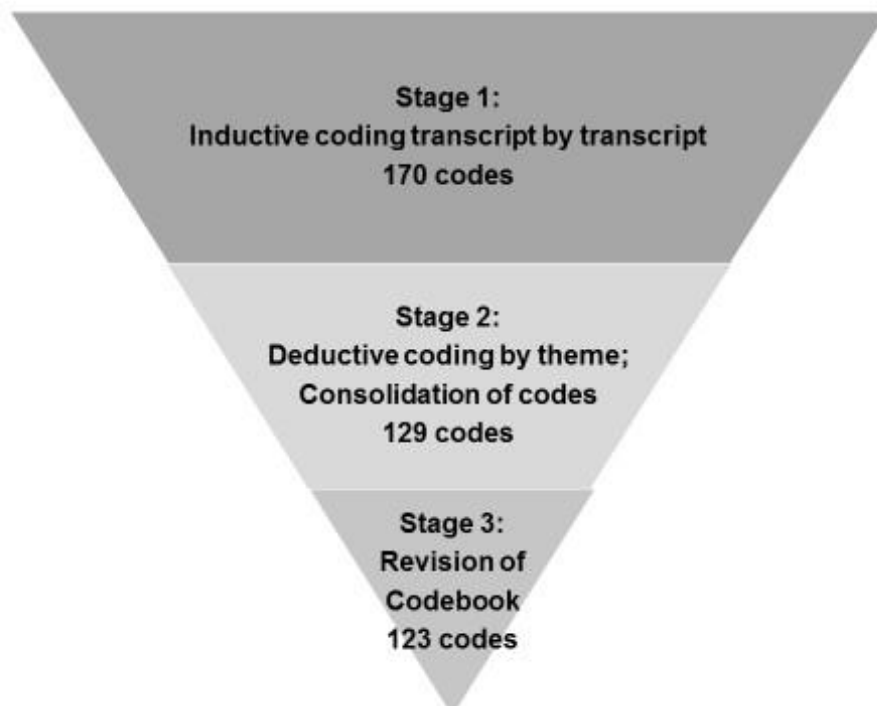 Stage 1:
Inductive coding transcript by transcript
170 codes
Stage 2:
Deductive coding by theme;
Consolidation of codes
129 codes
Stage 3:
Revision of
Codebook
123 codes